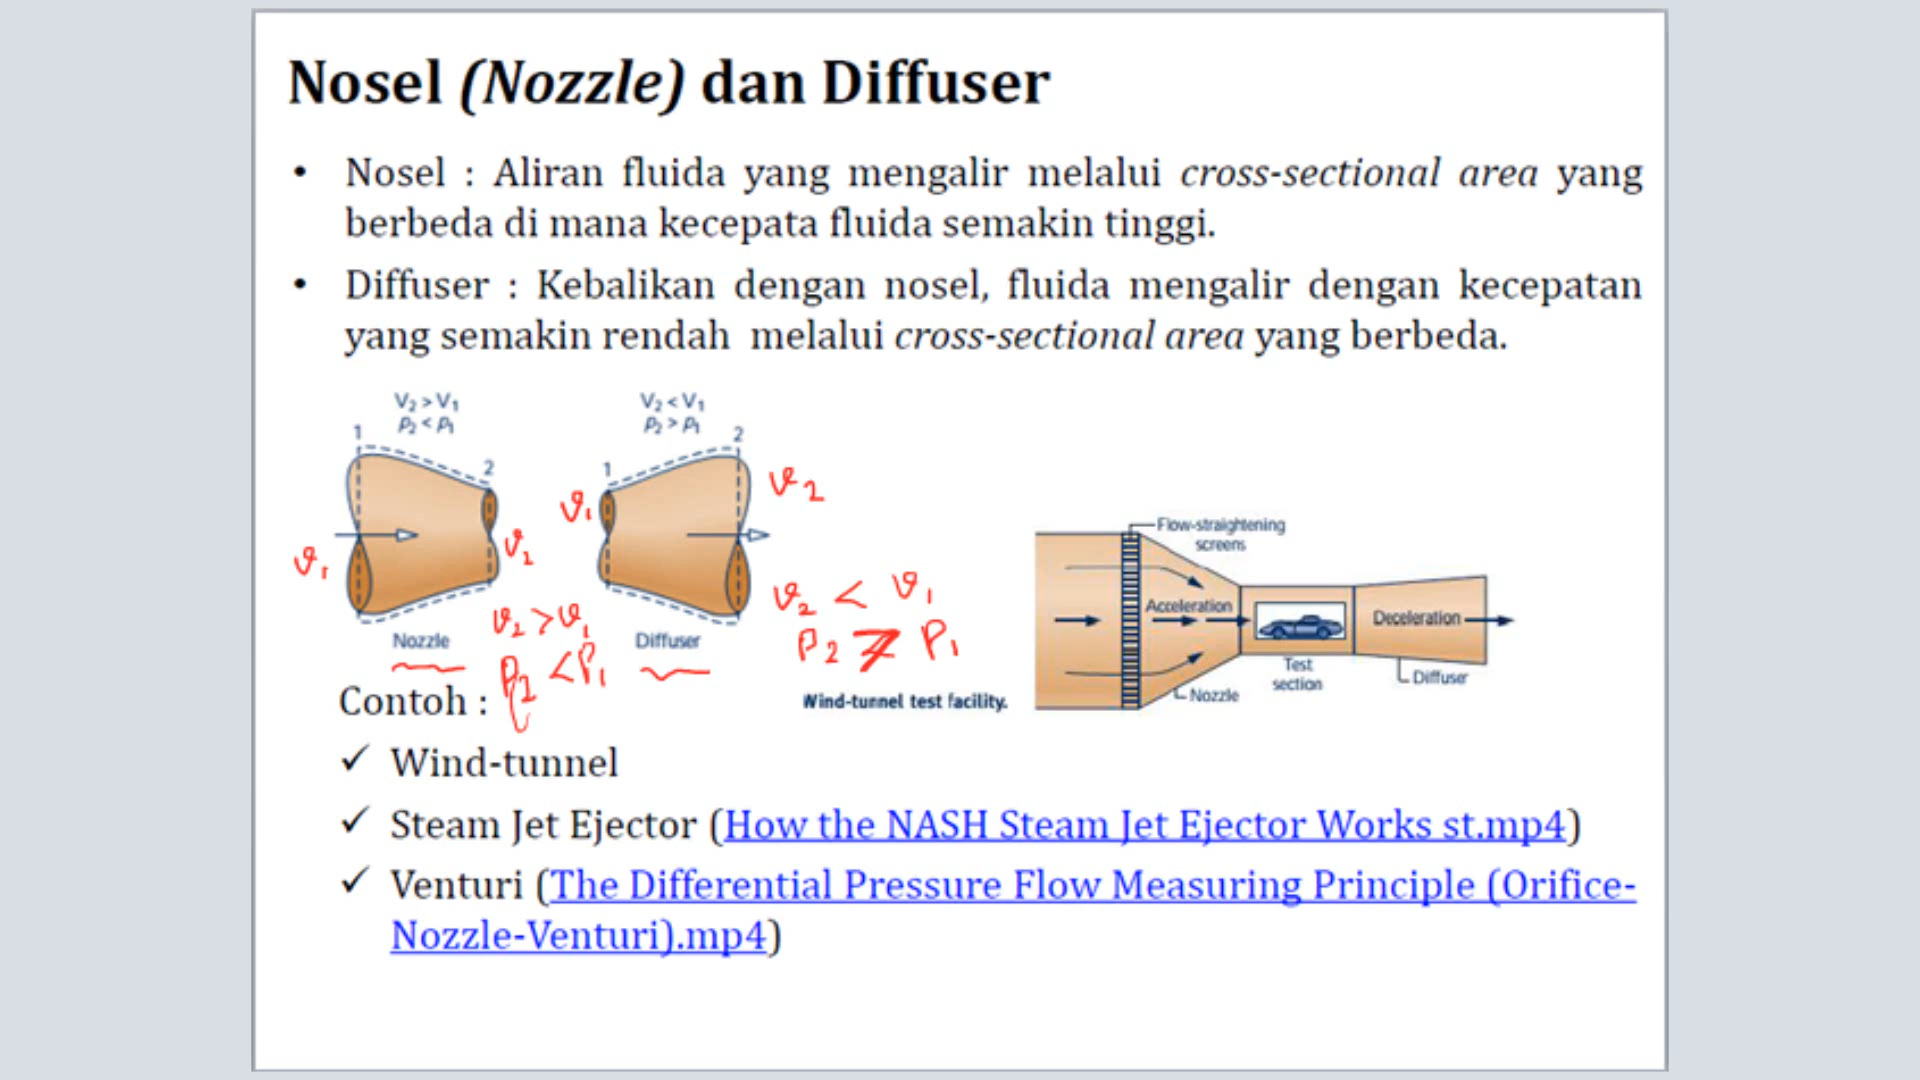 Nosel (Nozzle) dan Diffuser
• Nosel : Aliran fluida yang mengalir melalui cross-sectional area yang
berbeda di mana kecepata fluida semakin tinggi.
• Diffuser : Kebalikan dengan nosel, fluida mengalir dengan kecepatan
yang semakin rendah melalui cross-sectional area yang berbeda.
V₂ > V₁
p₂ < p₁
1
2
V₂ < V₁
p₂ > p₁
1
2
v₁
v₂
v₁
v₂
Nozzle
v₂ > v₁
P₂ < P₁
Diffuser
v₂ < v₁
P₂ > P₁
Flow-straightening
screens
Acceleration
Deceleration
Test
section
Nozzle
Diffuser
Wind-tunnel test facility.
Contoh :
✓ Wind-tunnel
✓ Steam Jet Ejector (How the NASH Steam Jet Ejector Works st.mp4)
✓ Venturi (The Differential Pressure Flow Measuring Principle (Orifice-
Nozzle-Venturi).mp4)